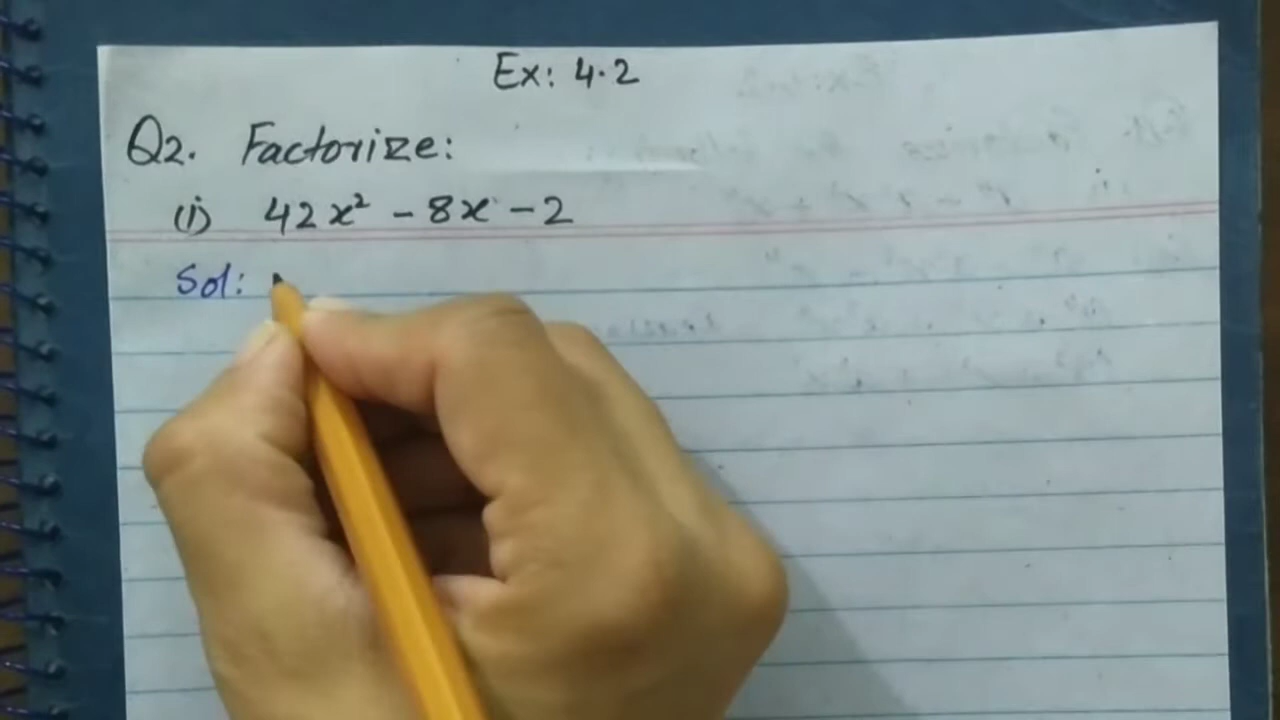 Ex: 4.2
Q2. Factorize:
(i) 42x² - 8x - 2
Sol: